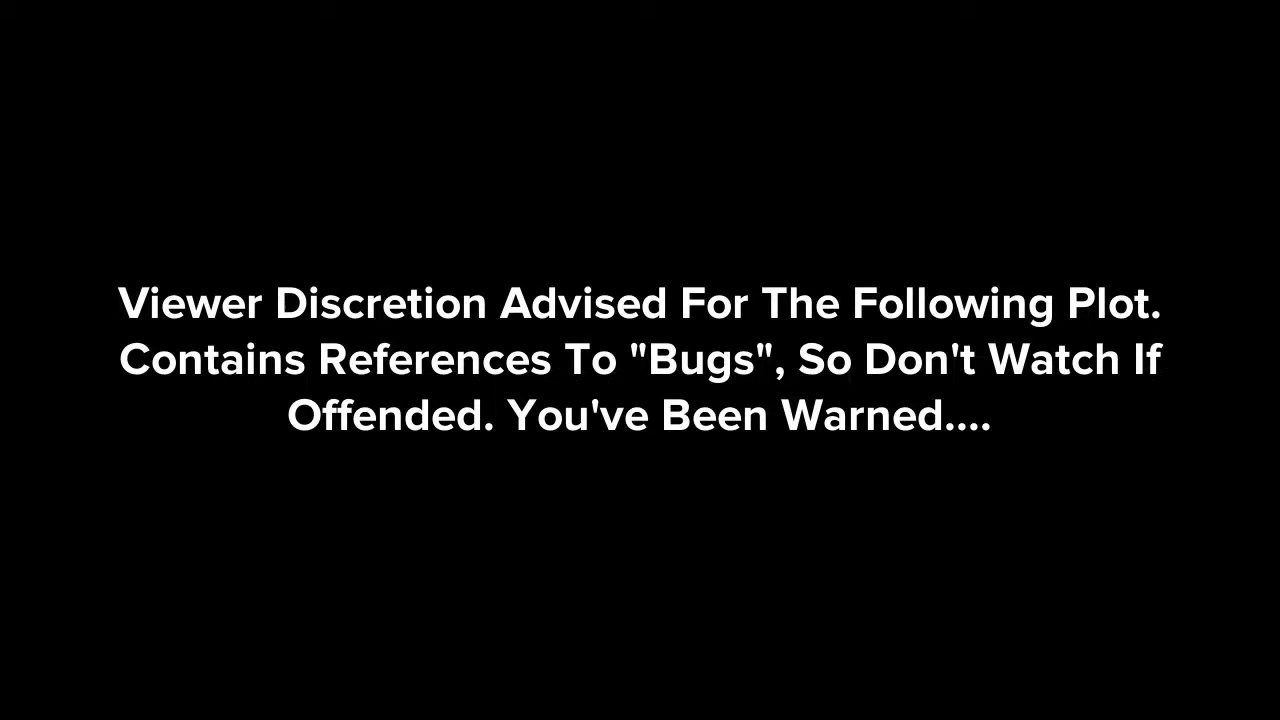 Viewer Discretion Advised For The Following Plot.
Contains References To "Bugs", So Don't Watch If
Offended. You've Been Warned....